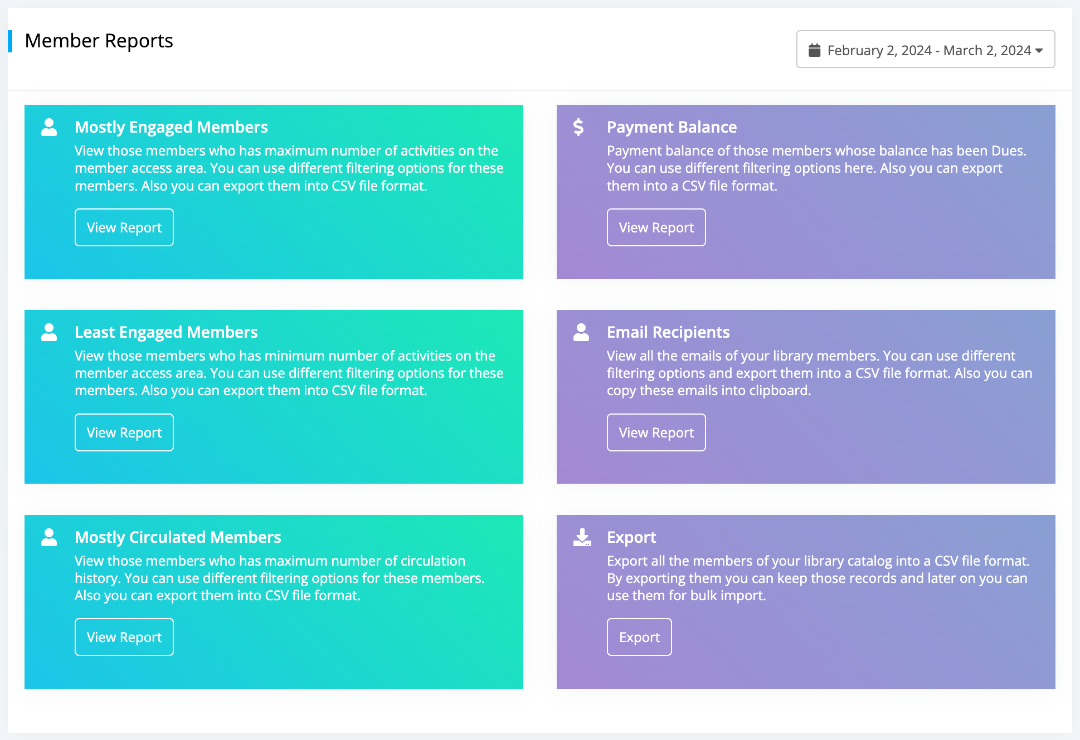 Member Reports
February 2, 2024 - March 2, 2024
Mostly Engaged Members
View those members who has maximum number of activities on the
member access area. You can use different filtering options for these
members. Also you can export them into CSV file format.
View Report
Payment Balance
Payment balance of those members whose balance has been Dues.
You can use different filtering options here. Also you can export
them into a CSV file format.
View Report
Least Engaged Members
View those members who has minimum number of activities on the
member access area. You can use different filtering options for these
members. Also you can export them into CSV file format.
View Report
Email Recipients
View all the emails of your library members. You can use different
filtering options and export them into a CSV file format. Also you can
copy these emails into clipboard.
View Report
Mostly Circulated Members
View those members who has maximum number of circulation
history. You can use different filtering options for these members.
Also you can export them into CSV file format.
View Report
Export
Export all the members of your library catalog into a CSV file format.
By exporting them you can keep those records and later on you can
use them for bulk import.
Export